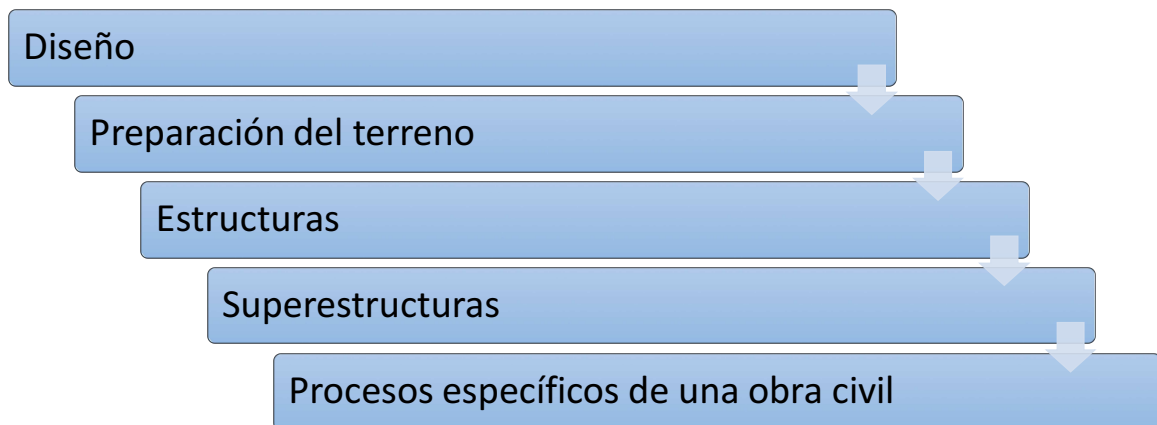 Diseño
Preparación del terreno
Estructuras
Superestructuras
Procesos específicos de una obra civil